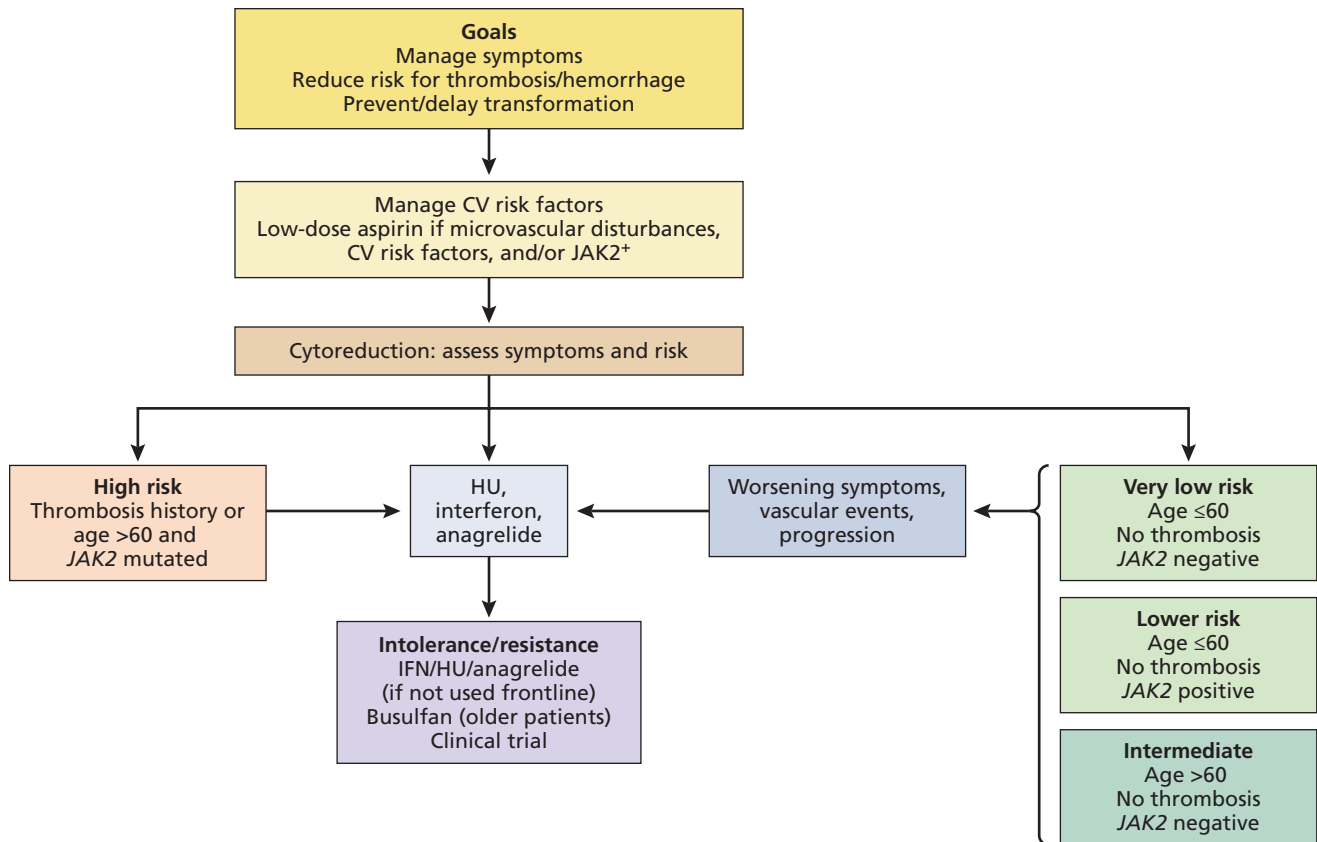 Goals
Manage symptoms
Reduce risk for thrombosis/hemorrhage
Prevent/delay transformation
Manage CV risk factors
Low-dose aspirin if microvascular disturbances,
CV risk factors, and/or JAK2⁺
Cytoreduction: assess symptoms and risk
High risk
Thrombosis history or
age >60 and
JAK2 mutated
HU,
interferon,
anagrelide
Worsening symptoms,
vascular events,
progression
Very low risk
Age ≤60
No thrombosis
JAK2 negative
Intolerance/resistance
IFN/HU/anagrelide
(if not used frontline)
Busulfan (older patients)
Clinical trial
Lower risk
Age ≤60
No thrombosis
JAK2 positive
Intermediate
Age >60
No thrombosis
JAK2 negative